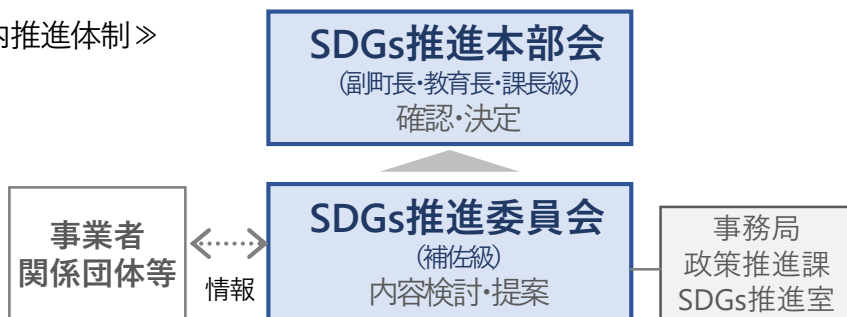 内推進体制≫
SDGs推進本部会
(副町長・教育長・課長級)
確認・決定
事業者
関係団体等
情報
SDGs推進委員会
(補佐級)
内容検討・提案
事務局
政策推進課
SDGs推進室